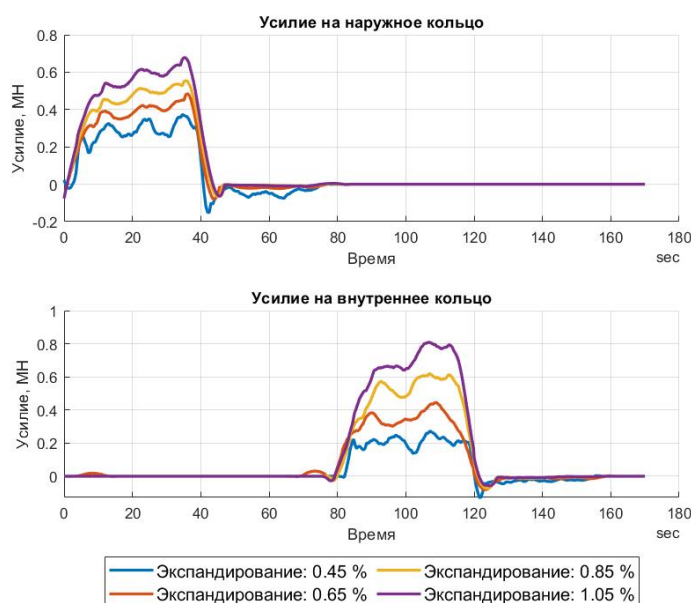 Усилие на наружное кольцо
0.8
0.6
0.4
0.2
0
-0.2
Усилие, МН
0 20 40 60 80 100 120 140 160 180
Время
sec
Усилие на внутреннее кольцо
1
0.8
0.6
0.4
0.2
0
Усилие, МН
0 20 40 60 80 100 120 140 160 180
Время
sec
Экспандирование: 0.45 % Экспандирование: 0.85 %
Экспандирование: 0.65 % Экспандирование: 1.05 %